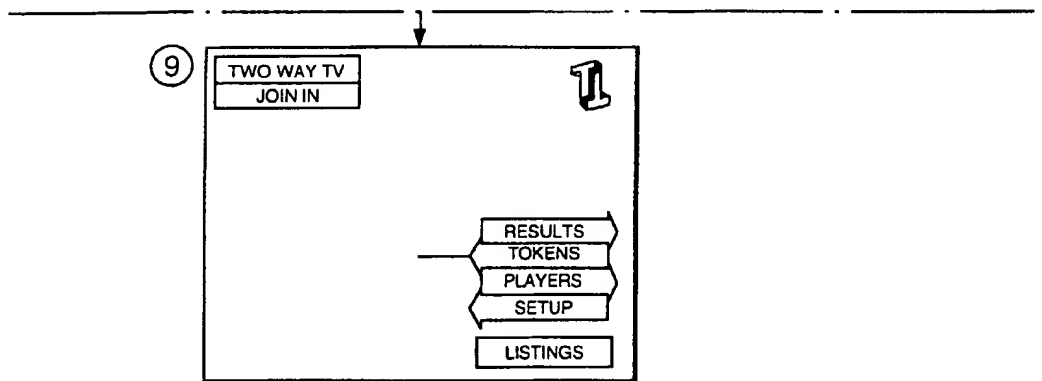 9
TWO WAY TV
JOIN IN
RESULTS
TOKENS
PLAYERS
SETUP
LISTINGS